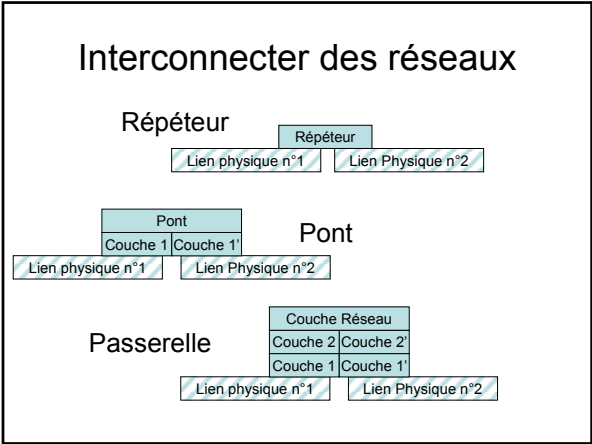 Interconnecter des réseaux
Répéteur
Répéteur
Lien physique n°1 Lien Physique n°2
Pont
Couche 1 Couche 1'
Pont
Lien physique n°1 Lien Physique n°2
Couche Réseau
Passerelle
Couche 2 Couche 2'
Couche 1 Couche 1'
Lien physique n°1 Lien Physique n°2